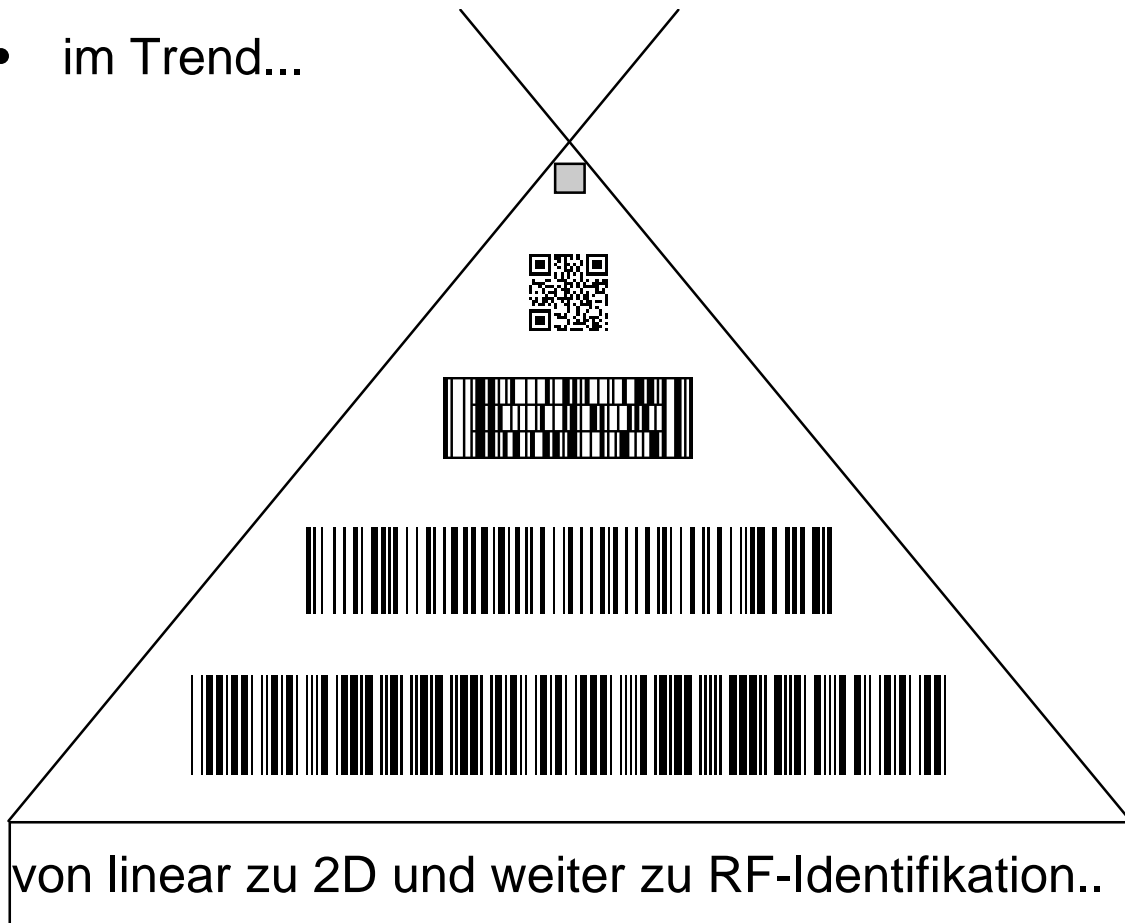 • im Trend...
von linear zu 2D und weiter zu RF-Identifikation..